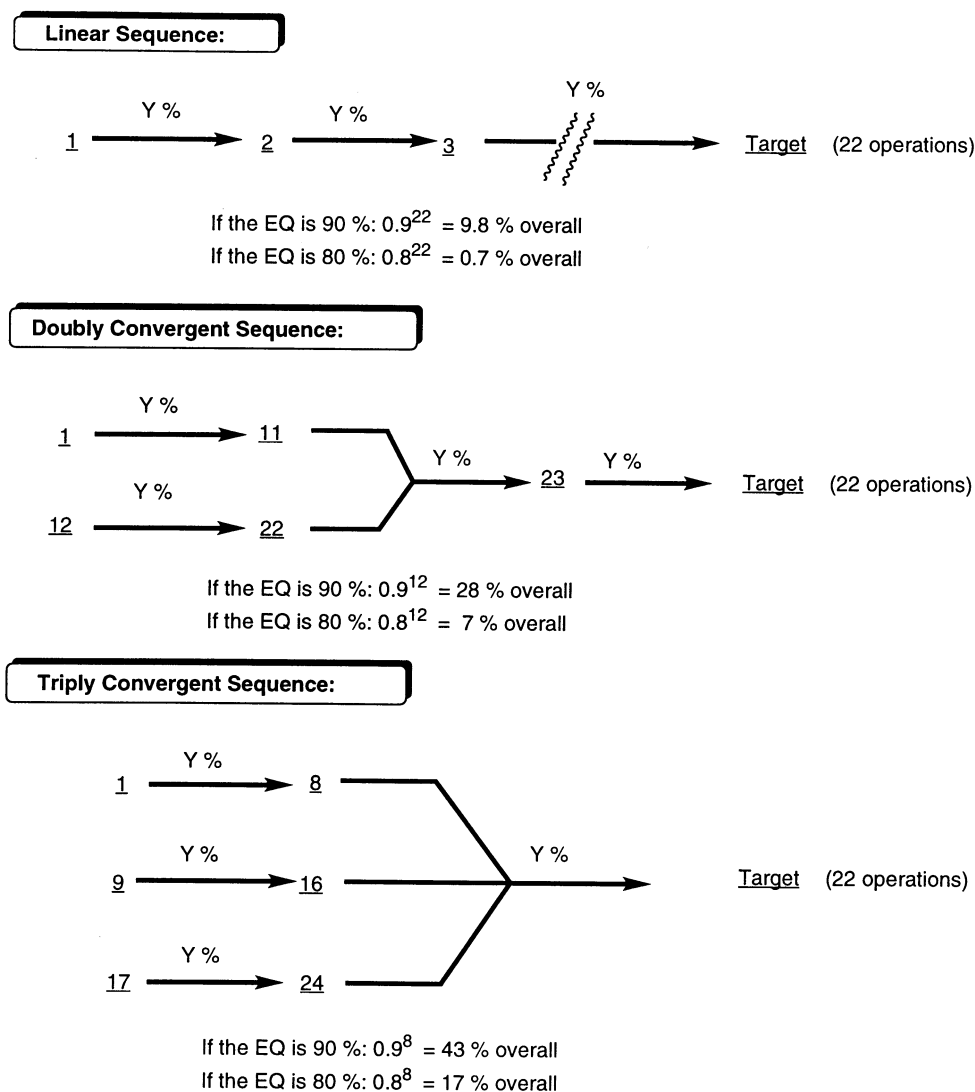 Linear Sequence:
Y %
Y %
Y %
1 2 3 Target (22 operations)
If the EQ is 90 %: 0.9^22 = 9.8 % overall
If the EQ is 80 %: 0.8^22 = 0.7 % overall
Doubly Convergent Sequence:
Y %
1 11
Y % Y %
23 Target (22 operations)
Y %
12 22
If the EQ is 90 %: 0.9^12 = 28 % overall
If the EQ is 80 %: 0.8^12 = 7 % overall
Triply Convergent Sequence:
Y %
1 8
Y % Y %
9 16 Target (22 operations)
Y %
17 24
If the EQ is 90 %: 0.9^8 = 43 % overall
If the EQ is 80 %: 0.8^8 = 17 % overall